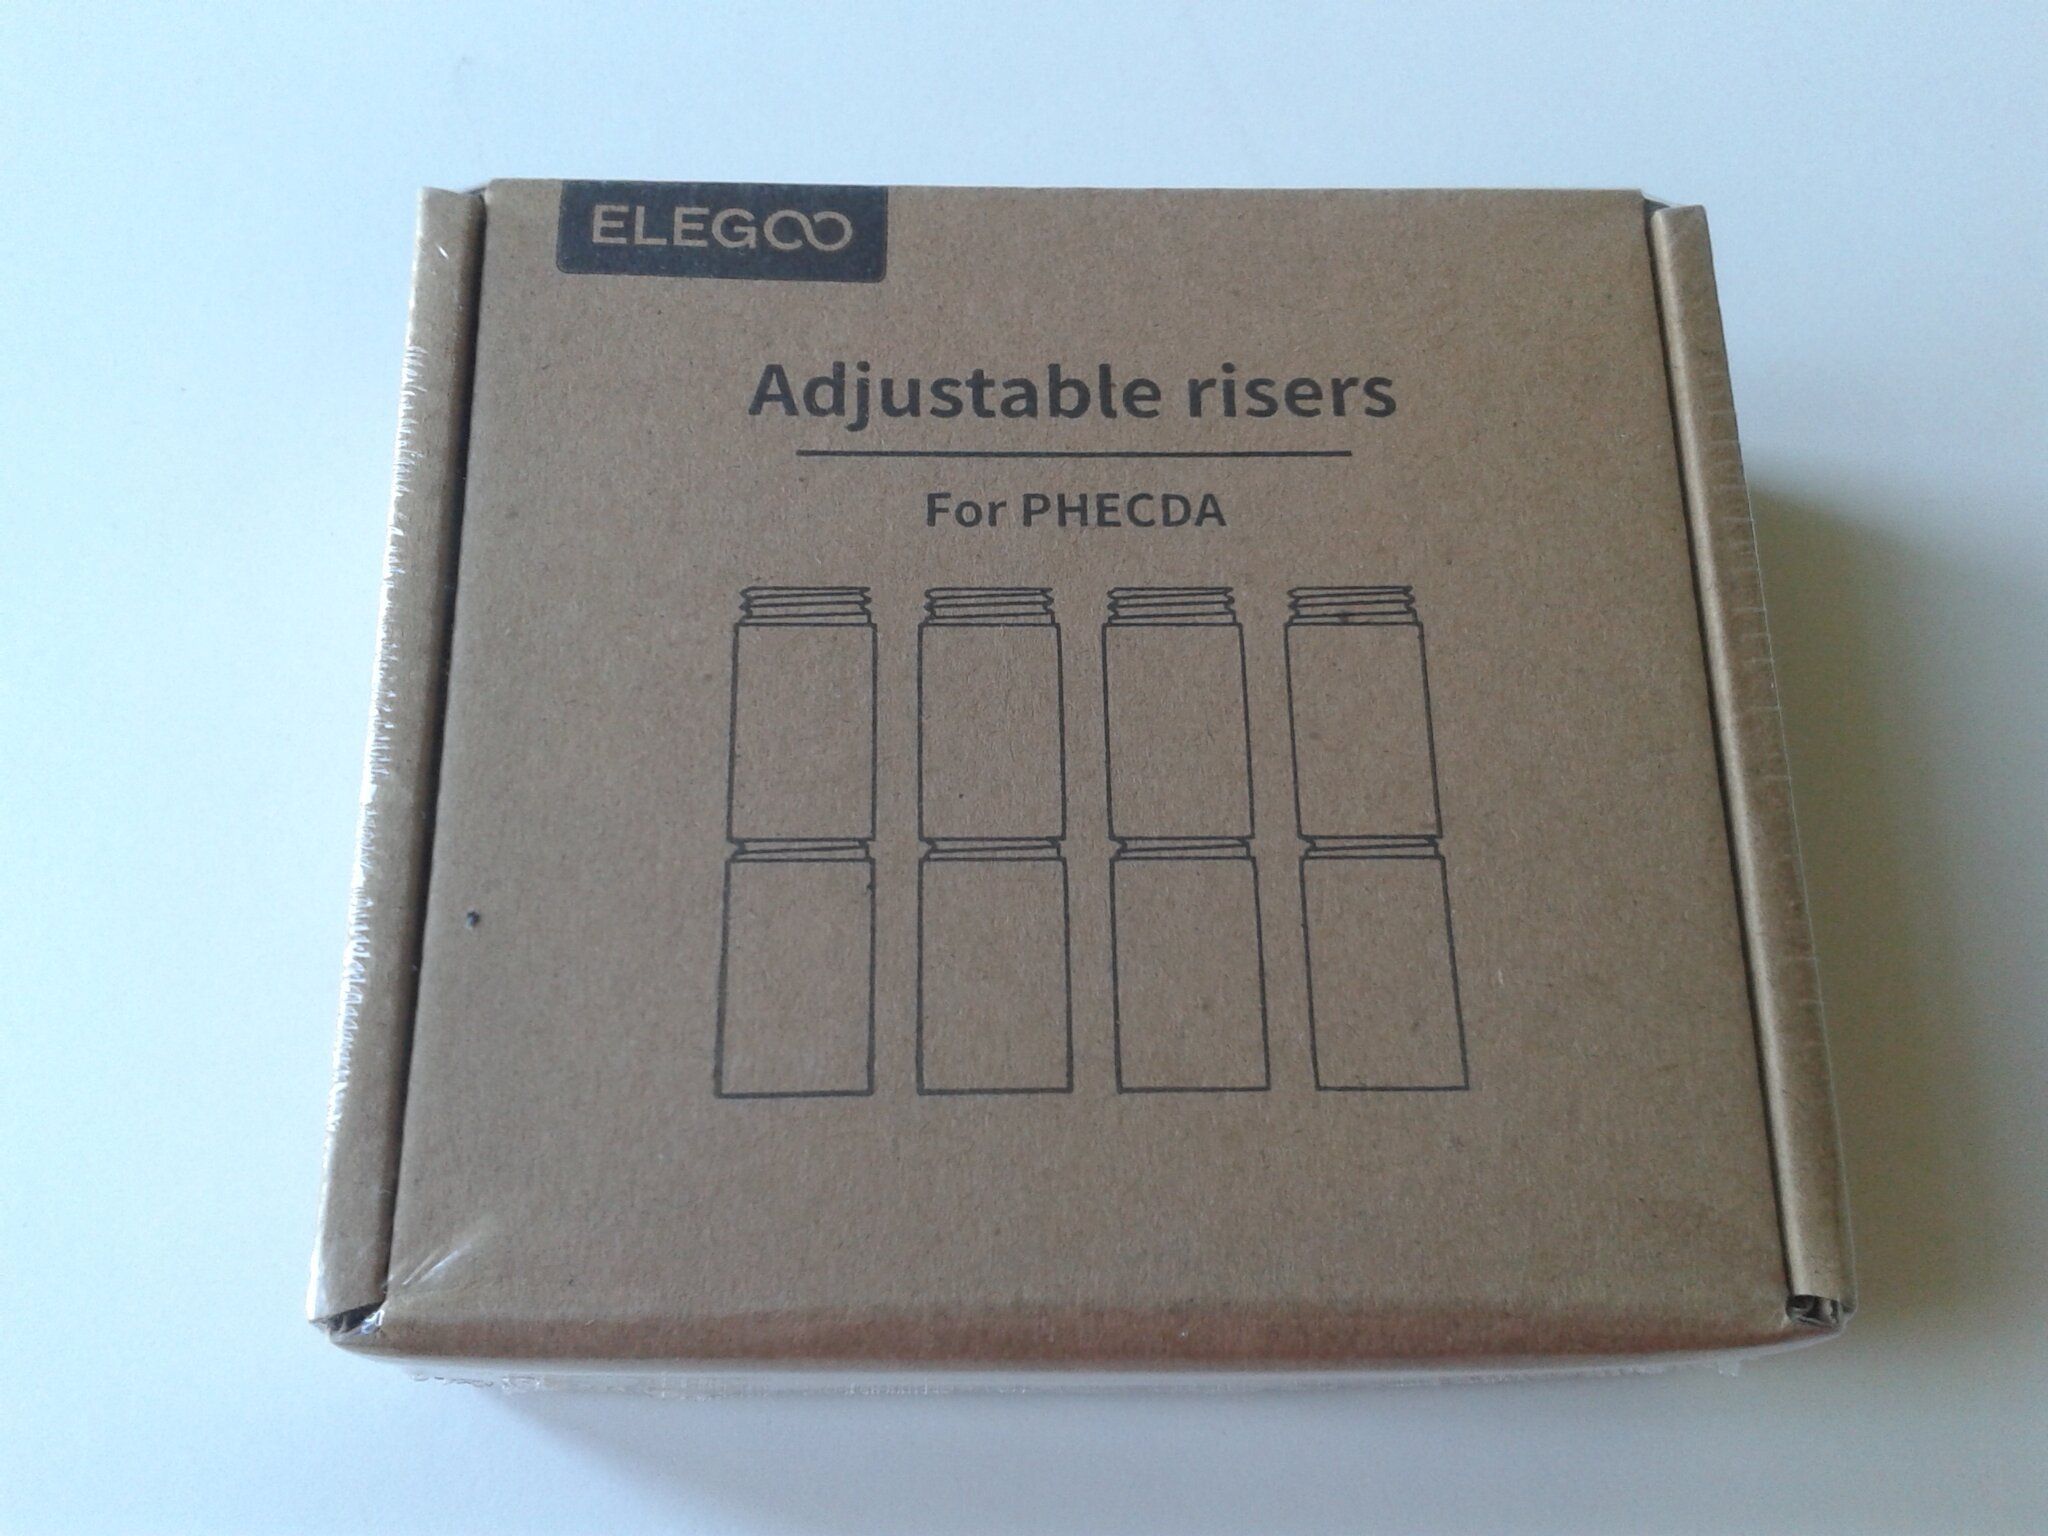 ELEGOO
Adjustable risers
For PHECDA